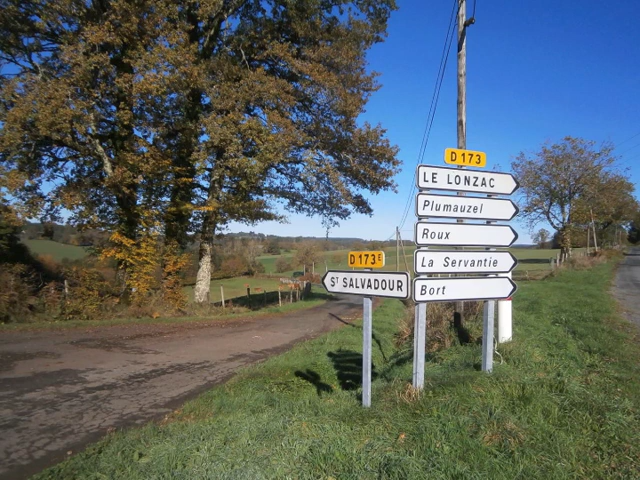 D 173
LE LONZAC
Plumauzel
Roux
La Servantie
Bort
D 173E
ST SALVADOUR